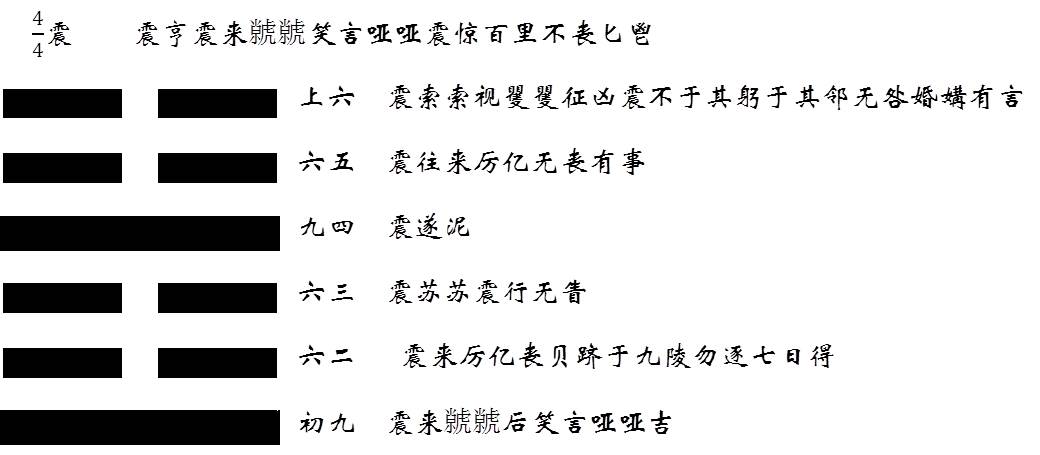 4/4震 震亨震来虩虩笑言哑哑震惊百里不丧匕鬯
上六 震索索视矍矍征凶震不于其躬于其邻无咎婚媾有言
六五 震往来厉亿无丧有事
九四 震遂泥
六三 震苏苏震行无眚
六二 震来厉亿丧贝跻于九陵勿逐七日得
初九 震来虩虩后笑言哑哑吉